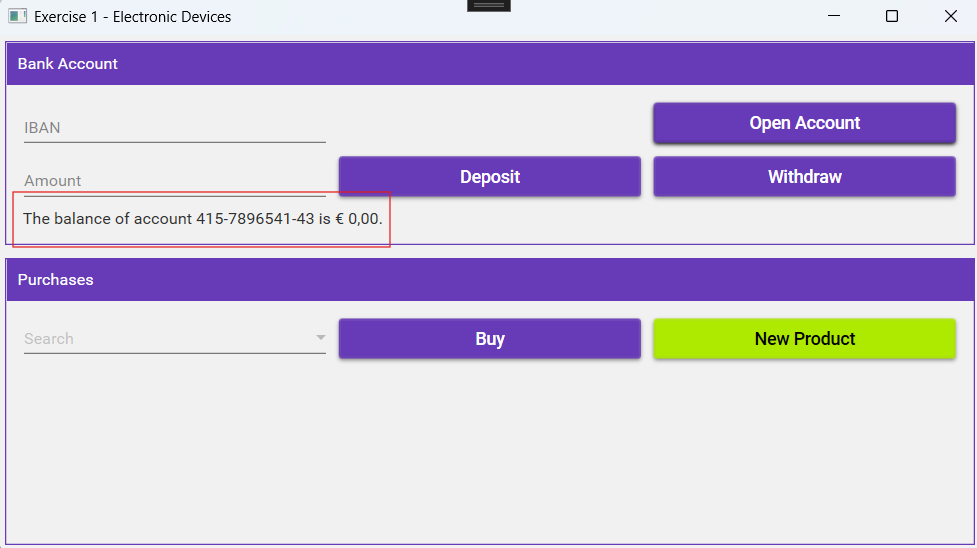 Exercise 1 - Electronic Devices
Bank Account
IBAN
Open Account
Amount
Deposit
Withdraw
The balance of account 415-7896541-43 is € 0,00.
Purchases
Search
Buy
New Product